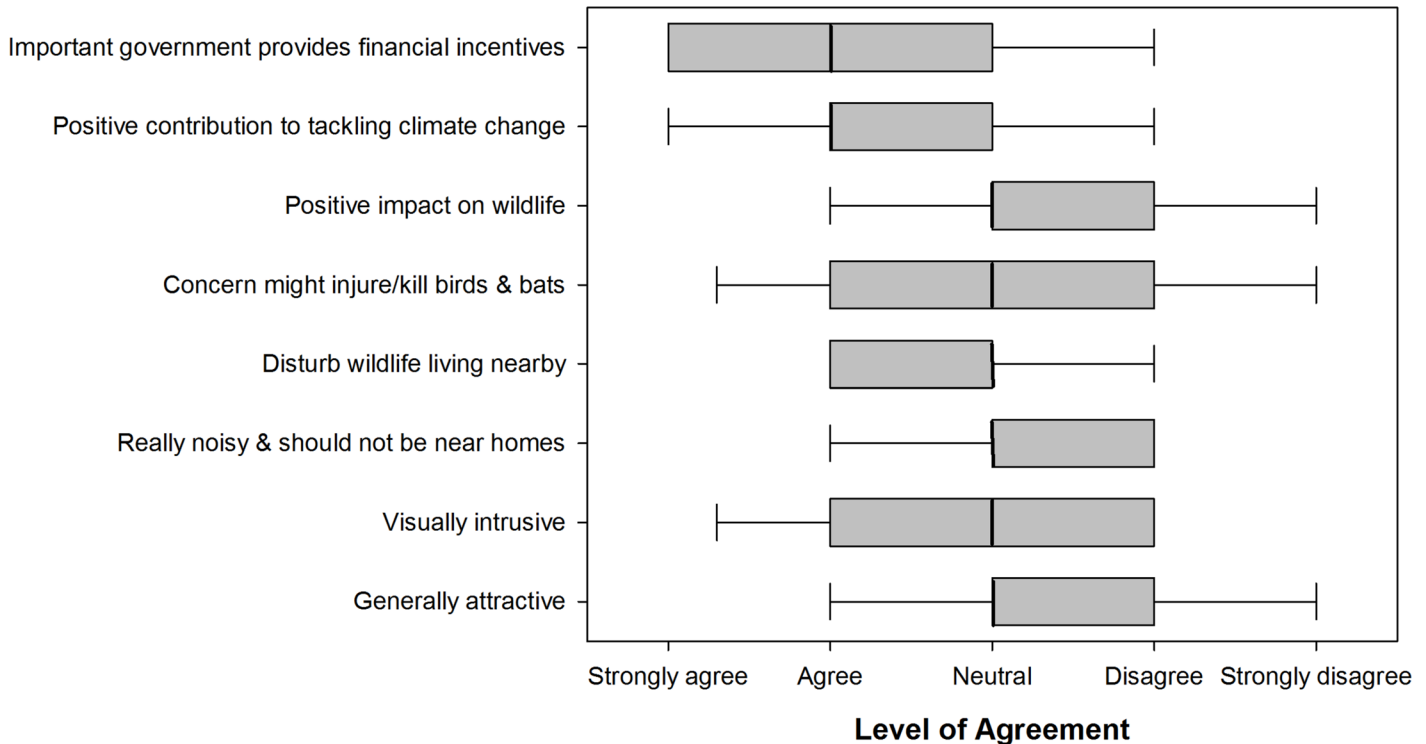 Important government provides financial incentives
Positive contribution to tackling climate change
Positive impact on wildlife
Concern might injure/kill birds & bats
Disturb wildlife living nearby
Really noisy & should not be near homes
Visually intrusive
Generally attractive
Strongly agree Agree Neutral Disagree Strongly disagree
Level of Agreement